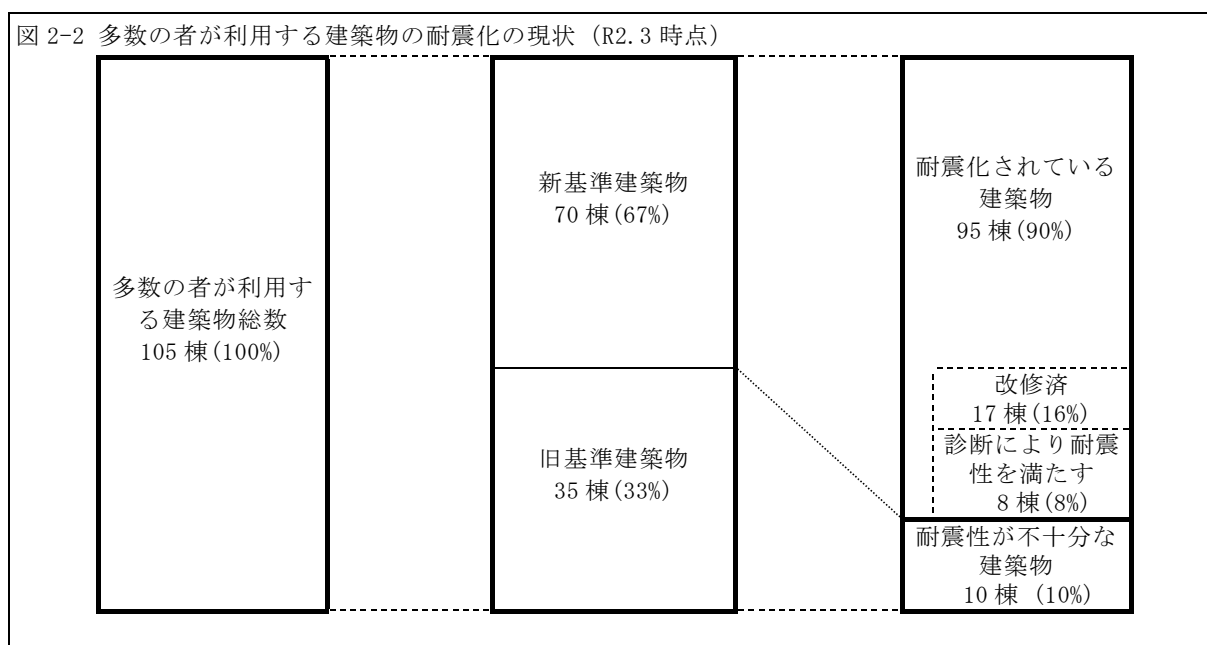 図 2-2 多数の者が利用する建築物の耐震化の現状 (R2.3 時点)
多数の者が利用す
る建築物総数
105 棟(100%)
新基準建築物
70 棟(67%)
旧基準建築物
35 棟(33%)
耐震化されている
建築物
95 棟(90%)
改修済
17 棟(16%)
診断により耐震
性を満たす
8 棟(8%)
耐震性が不十分な
建築物
10 棟 (10%)